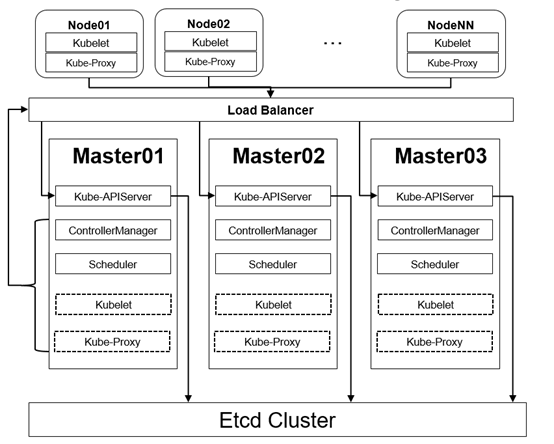 Node01
Kubelet
Kube-Proxy
Node02
Kubelet
Kube-Proxy
...
NodeNN
Kubelet
Kube-Proxy
Load Balancer
Master01
Kube-APIServer
ControllerManager
Scheduler
Kubelet
Kube-Proxy
Master02
Kube-APIServer
ControllerManager
Scheduler
Kubelet
Kube-Proxy
Master03
Kube-APIServer
ControllerManager
Scheduler
Kubelet
Kube-Proxy
Etcd Cluster